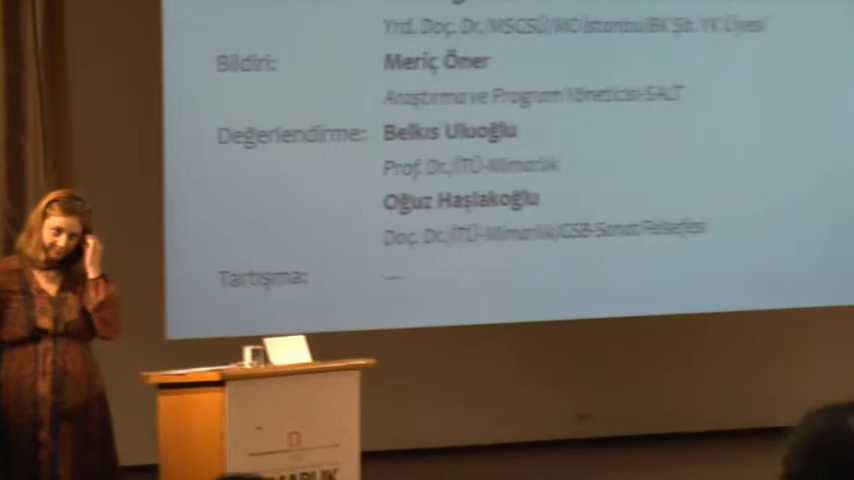 Yrd. Doç. Dr./MSGSÜ/MO İstanbul BK Şb. YK Üyesi
Bildiri: Meriç Öner
Araştırma ve Program Yöneticisi-SALT
Değerlendirme: Belkıs Uluoğlu
Prof. Dr./İTÜ-Mimarlık
Oğuz Haşlakoğlu
Doç. Dr./İTÜ-Mimarlık/GSB-Sanat Felsefesi
Tartışma: —